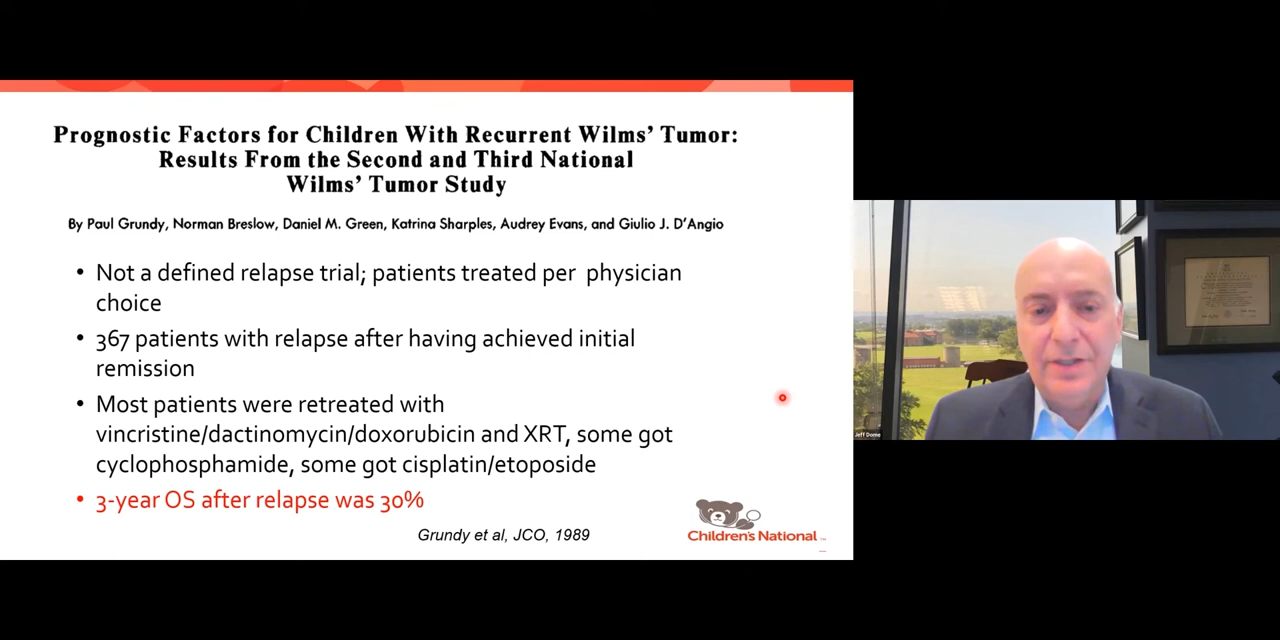 Prognostic Factors for Children With Recurrent Wilms' Tumor:
Results From the Second and Third National
Wilms' Tumor Study
By Paul Grundy, Norman Breslow, Daniel M. Green, Katrina Sharples, Audrey Evans, and Giulio J. D'Angio
• Not a defined relapse trial; patients treated per physician
choice
• 367 patients with relapse after having achieved initial
remission
• Most patients were retreated with
vincristine/dactinomycin/doxorubicin and XRT, some got
cyclophosphamide, some got cisplatin/etoposide
• 3-year OS after relapse was 30%
Grundy et al, JCO, 1989
Children's National
Jeff Dome